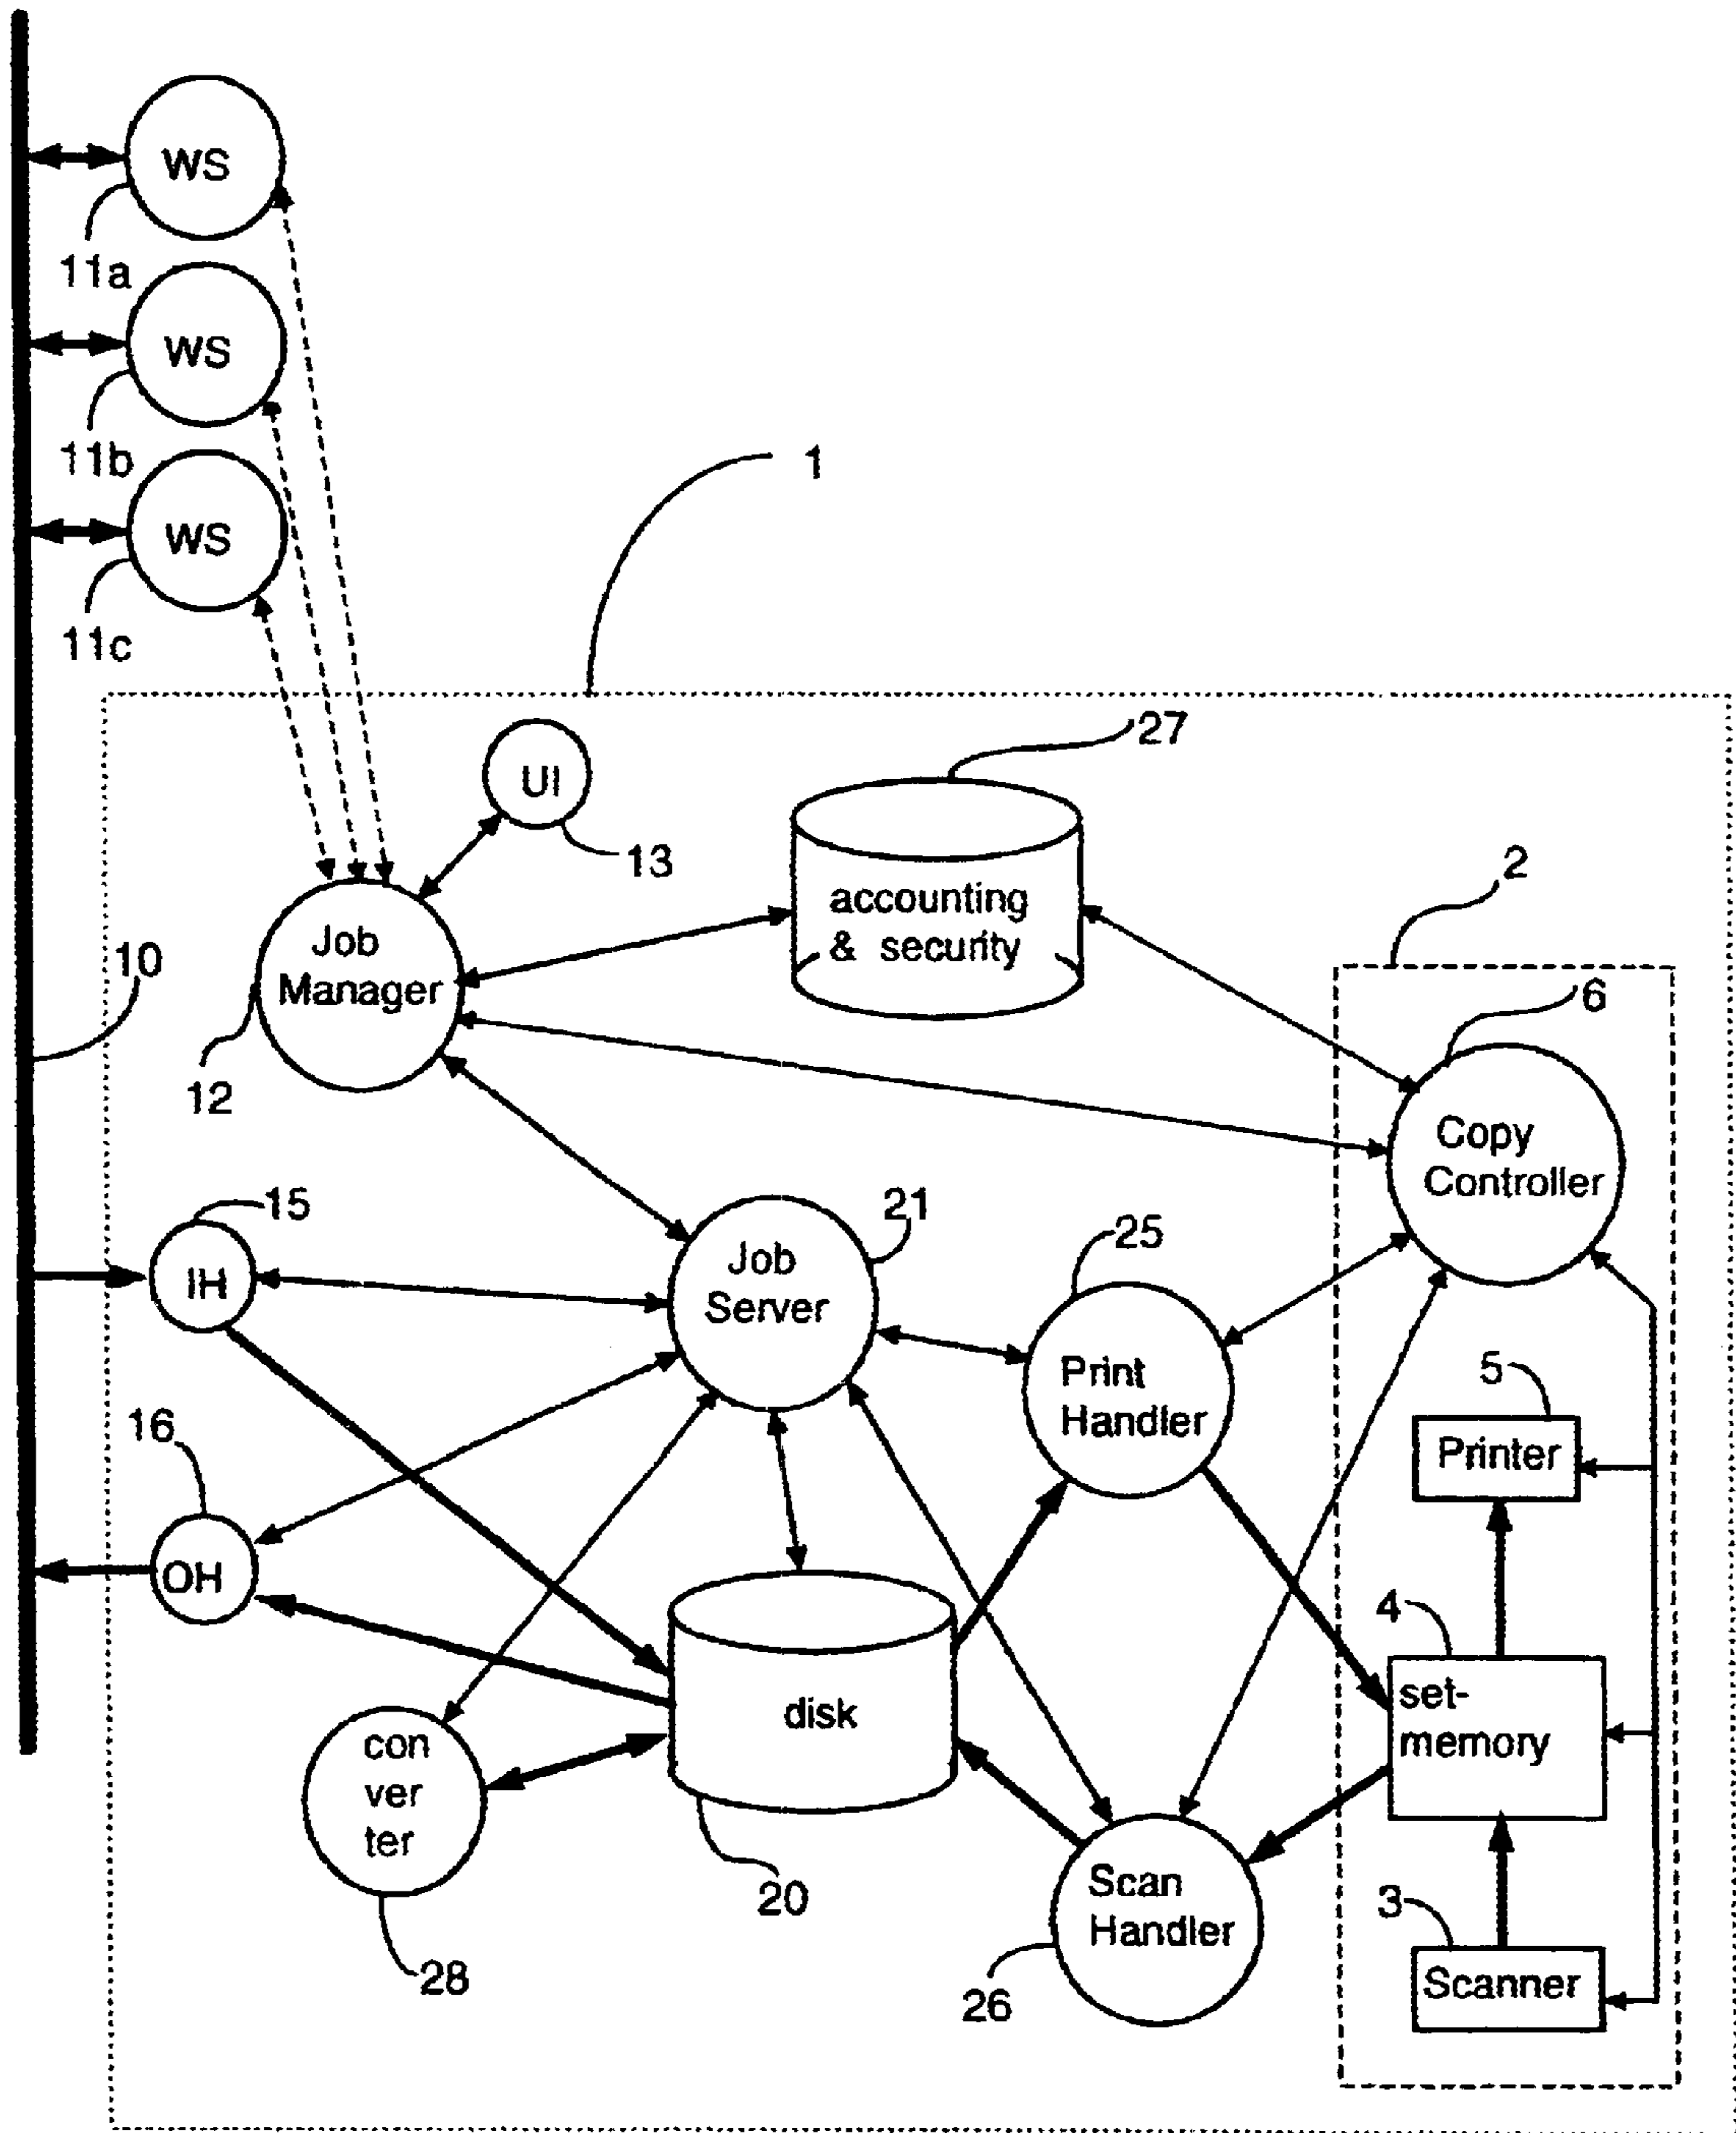 WS
11a
WS
11b
WS
11c
1
UI
13
27
accounting
& security
2
Job
Manager
12
10
6
Copy
Controller
15
IH
21
Job
Server
25
Print
Handler
5
Printer
16
OH
4
set-
memory
disk
20
con
ver
ter
28
Scan
Handler
26
3
Scanner